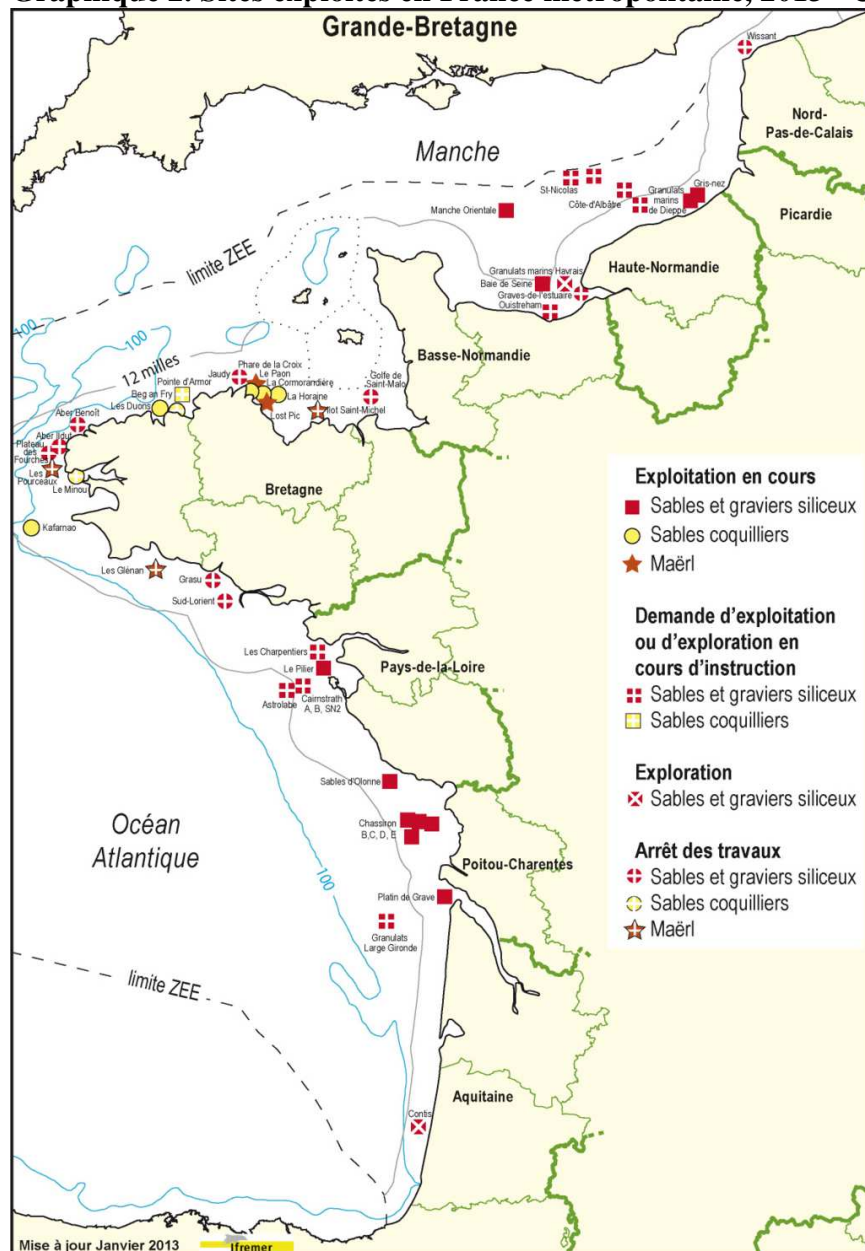 Grande-Bretagne
Wissant
Nord-
Pas-de-Calais
Manche
St-Nicolas
Gris-nez
Côte-d'Albâtre
Granulats
marins
de Dieppe
Manche Orientale
Picardie
limite ZEE
Granulats marins Havrais
Baie de Seine
Graves-de-l'estuaire
Ouistreham
Haute-Normandie
100
100
12 milles
Basse-Normandie
Phare de la Croix
Jaudy
Le Paon
La Cormorandière
La Horaine
Golfe de
Saint-Malo
Pointe d'Armor
Beg an Fry
Les Duons
Lost Pic
Ilot Saint-Michel
Aber Benoît
Aber Ildut
Plateau
des
Fourches
Les
Pourceaux
Le Minou
Bretagne
Kafarnao
Les Glénan
Grasu
Sud-Lorient
Les Charpentiers
Le Pilier
Astrolabe
Cairnstrath
A, B, SN2
Pays-de-la-Loire
Sables d'Olonne
Chassiron
B,C, D, E
Océan
Atlantique
100
Poitou-Charentes
Platin de Grave
Granulats
Large Gironde
limite ZEE
Aquitaine
Contis
Exploitation en cours
Sables et graviers siliceux
Sables coquilliers
Maërl
Demande d'exploitation
ou d'exploration en
cours d'instruction
Sables et graviers siliceux
Sables coquilliers
Exploration
Sables et graviers siliceux
Arrêt des travaux
Sables et graviers siliceux
Sables coquilliers
Maërl
Mise à jour Janvier 2013
Ifremer